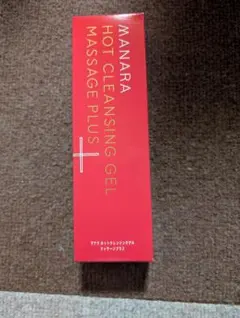 MANARA
HOT CLEANSING GEL
MASSAGE PLUS
マナラ ホットクレンジングゲル
マッサージプラス